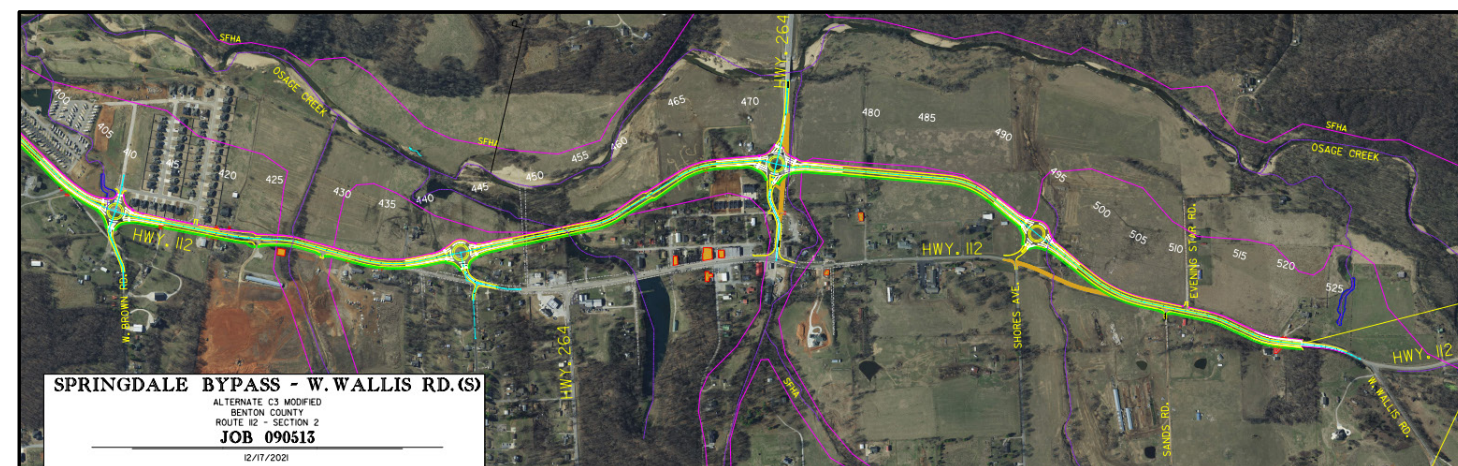 HWY. 264
SFHA
OSAGE CREEK
SFHA
400
405
410
415
420
425
430
435
440
445
450
455
460
465
470
480
485
490
495
500
505
510
515
520
525
SFHA
OSAGE CREEK
HWY. 112
W. BROWN RD.
HWY. 112
EVENING STAR RD.
SHORES AVE.
HWY. 264
SFHA
SANDS RD.
HWY. 112
W. WALLIS RD.
SPRINGDALE BYPASS - W. WALLIS RD. (S)
ALTERNATE C3 MODIFIED
BENTON COUNTY
ROUTE 112 - SECTION 2
JOB 090513
12/17/2021